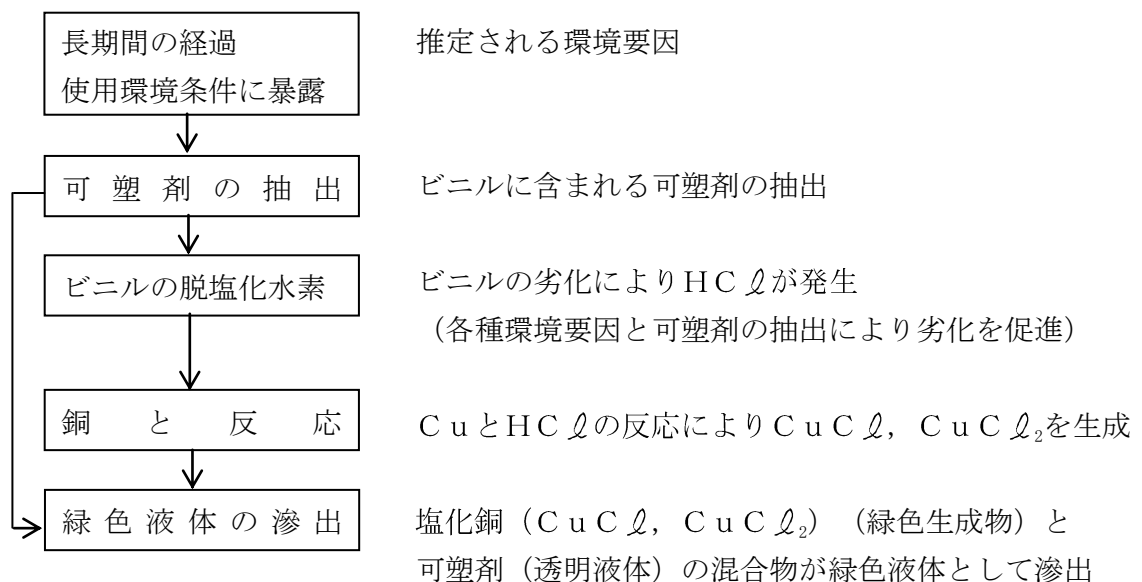 長期間の経過
使用環境条件に暴露
推定される環境要因
可塑剤の抽出
ビニルに含まれる可塑剤の抽出
ビニルの脱塩化水素
ビニルの劣化によりHCℓが発生
（各種環境要因と可塑剤の抽出により劣化を促進）
銅と反応
CuとHCℓの反応によりCuCℓ，CuCℓ₂を生成
緑色液体の滲出
塩化銅（CuCℓ，CuCℓ₂）（緑色生成物）と
可塑剤（透明液体）の混合物が緑色液体として滲出